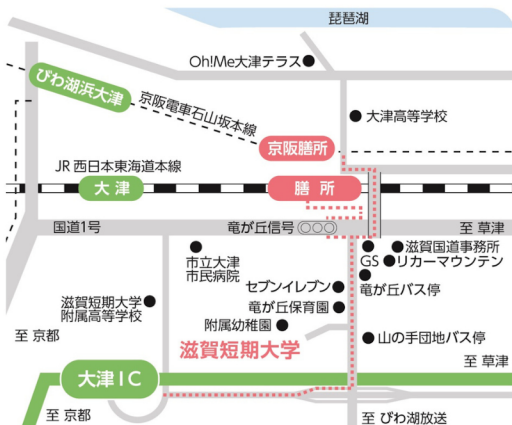 琵琶湖
Oh!Me大津テラス
びわ湖浜大津
京阪電車石山坂本線
大津高等学校
京阪膳所
JR西日本東海道本線
大津
膳所
国道1号
竜が丘信号
至 草津
市立大津
市民病院
GS
滋賀国道事務所
リカーマウンテン
セブンイレブン
竜が丘バス停
滋賀短期大学
附属高等学校
竜が丘保育園
附属幼稚園
至 京都
滋賀短期大学
山の手団地バス停
至 草津
大津IC
至 京都
至 びわ湖放送